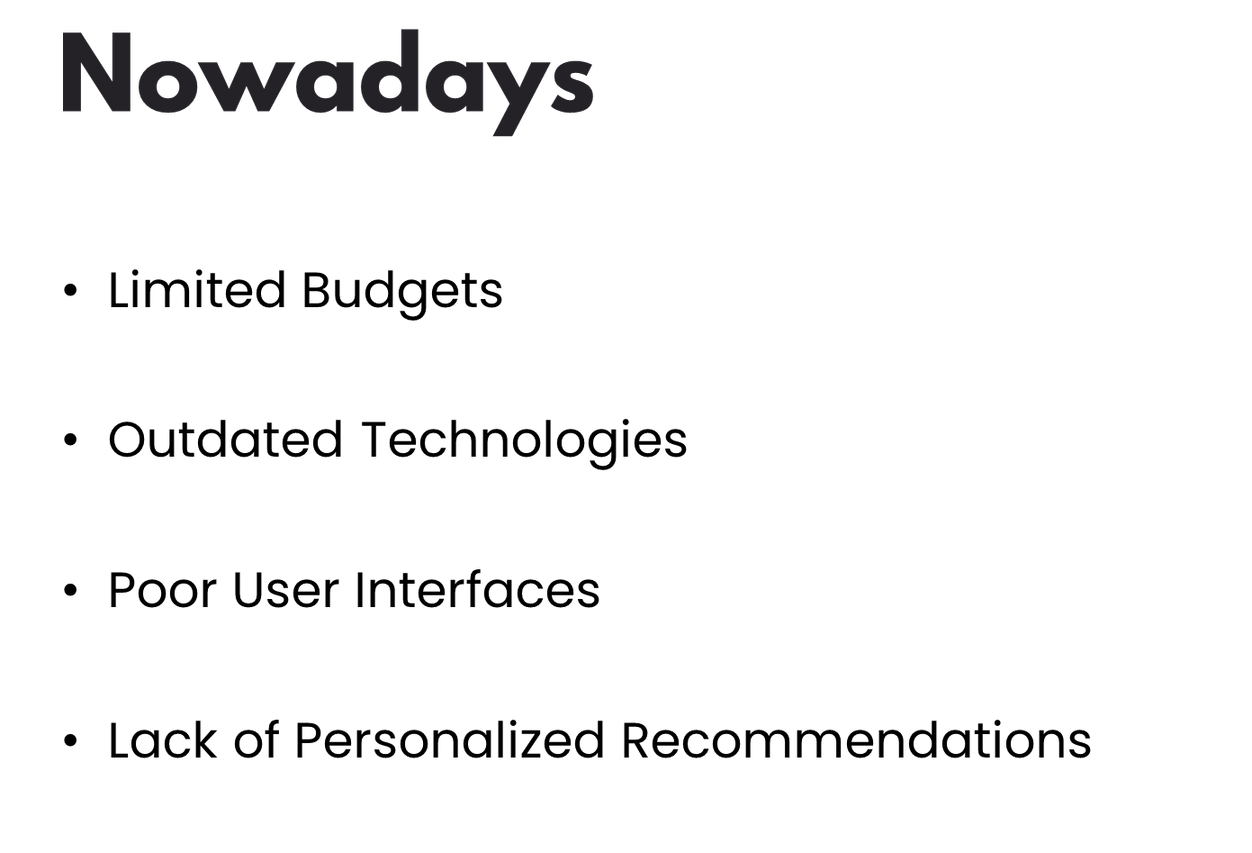 Nowadays
• Limited Budgets
• Outdated Technologies
• Poor User Interfaces
• Lack of Personalized Recommendations